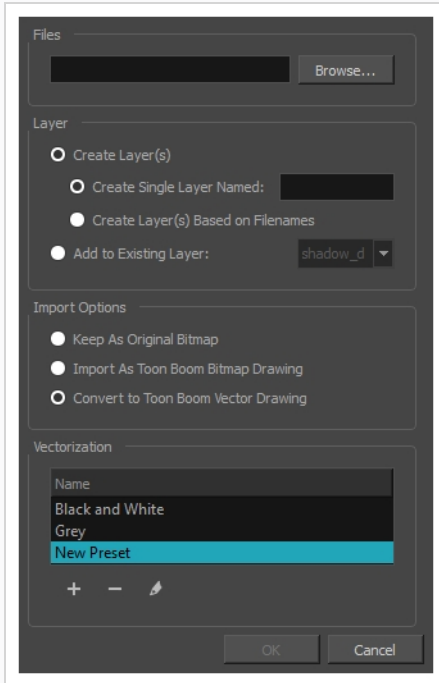 Files
Browse...
Layer
Create Layer(s)
Create Single Layer Named:
Create Layer(s) Based on Filenames
Add to Existing Layer: shadow_d
Import Options
Keep As Original Bitmap
Import As Toon Boom Bitmap Drawing
Convert to Toon Boom Vector Drawing
Vectorization
Name
Black and White
Grey
New Preset
OK Cancel